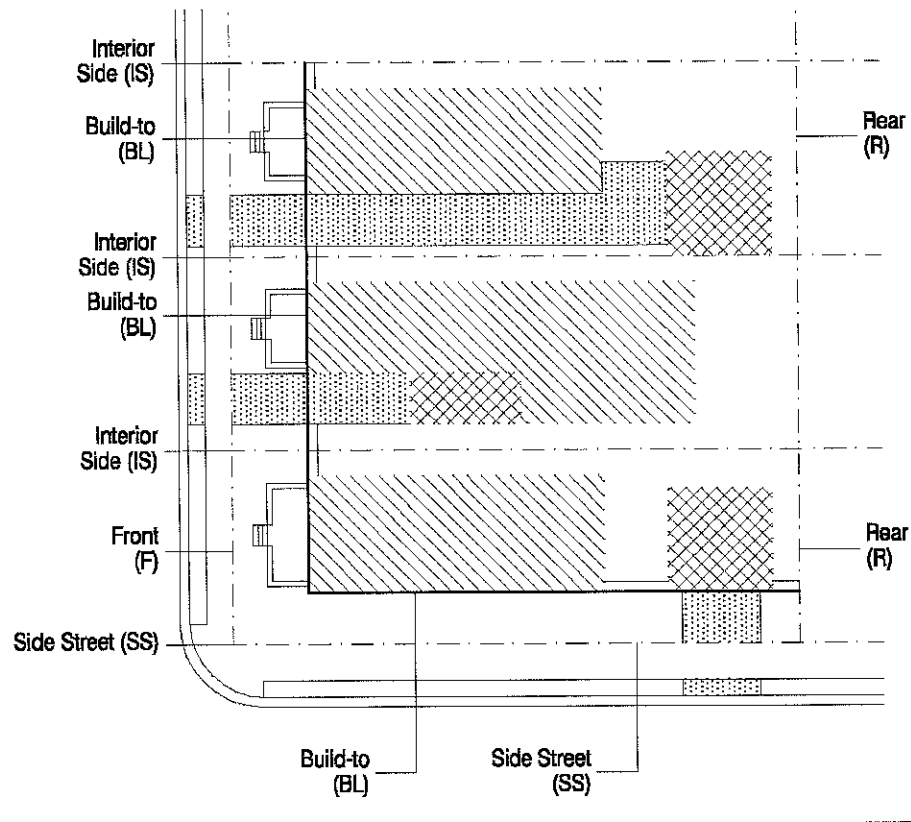 Interior
Side (IS)
Build-to
(BL)
Rear
(R)
Interior
Side (IS)
Build-to
(BL)
Interior
Side (IS)
Front
(F)
Rear
(R)
Side Street (SS)
Build-to
(BL)
Side Street
(SS)